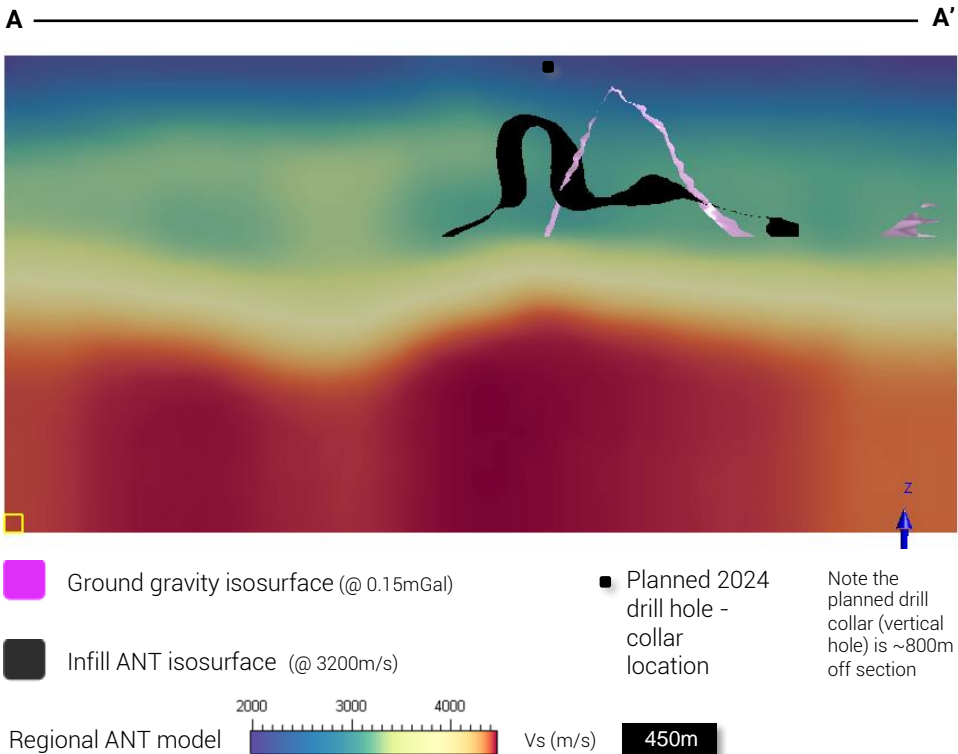 A A’
z
Ground gravity isosurface (@ 0.15mGal)
Infill ANT isosurface (@ 3200m/s)
Planned 2024
drill hole -
collar
location
Note the
planned drill
collar (vertical
hole) is ~800m
off section
2000 3000 4000
Regional ANT model Vs (m/s) 450m